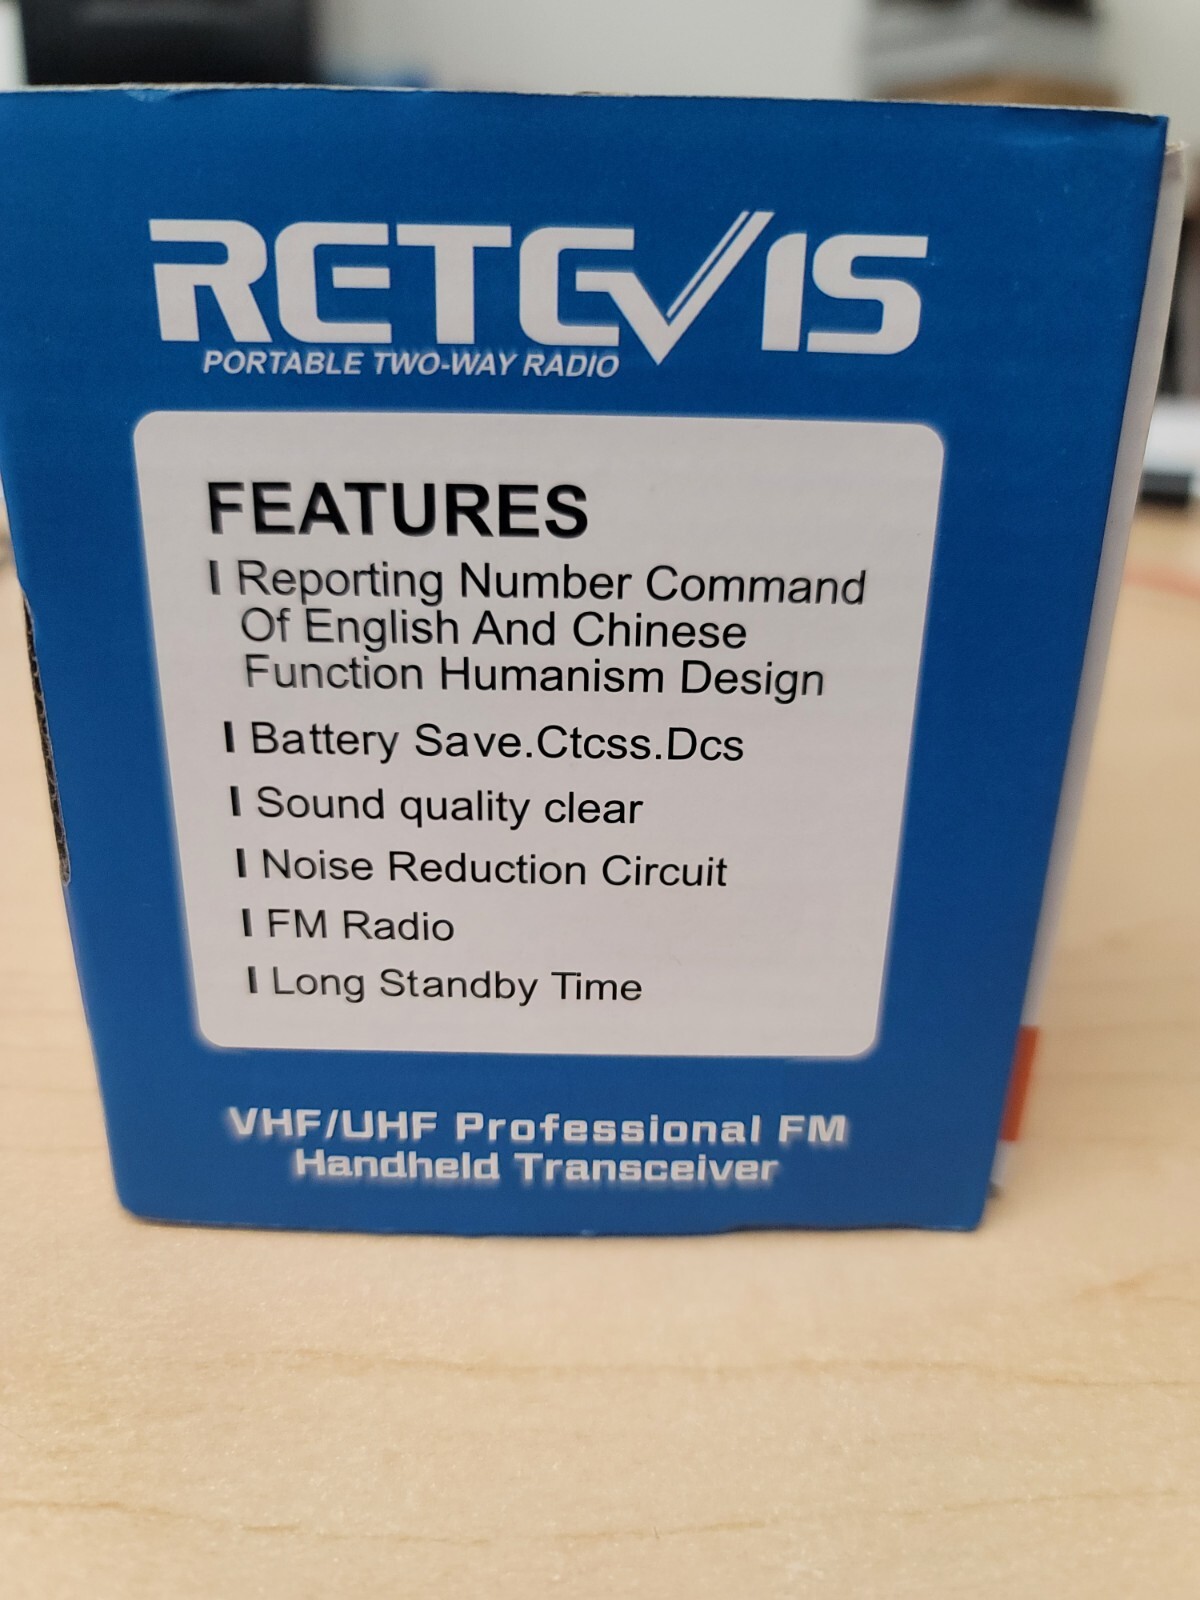 RETEVIS
PORTABLE TWO-WAY RADIO
FEATURES
l Reporting Number Command
Of English And Chinese
Function Humanism Design
l Battery Save.Ctcss.Dcs
l Sound quality clear
l Noise Reduction Circuit
l FM Radio
l Long Standby Time
VHF/UHF Professional FM
Handheld Transceiver